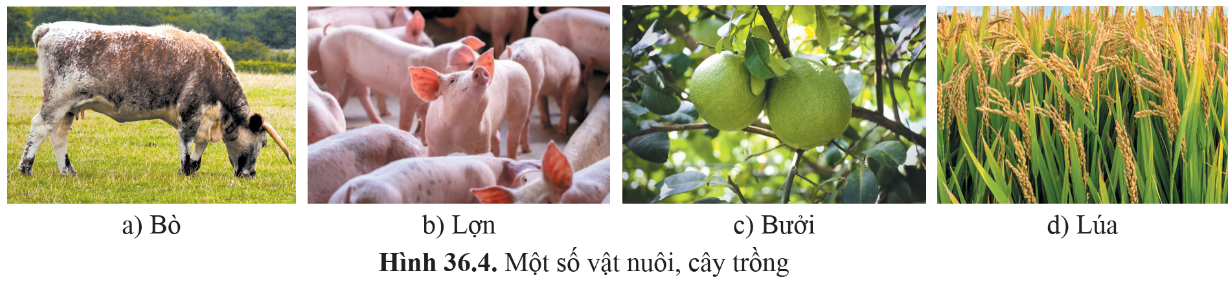 a) Bò
b) Lợn
c) Bưởi
d) Lúa
Hình 36.4. Một số vật nuôi, cây trồng